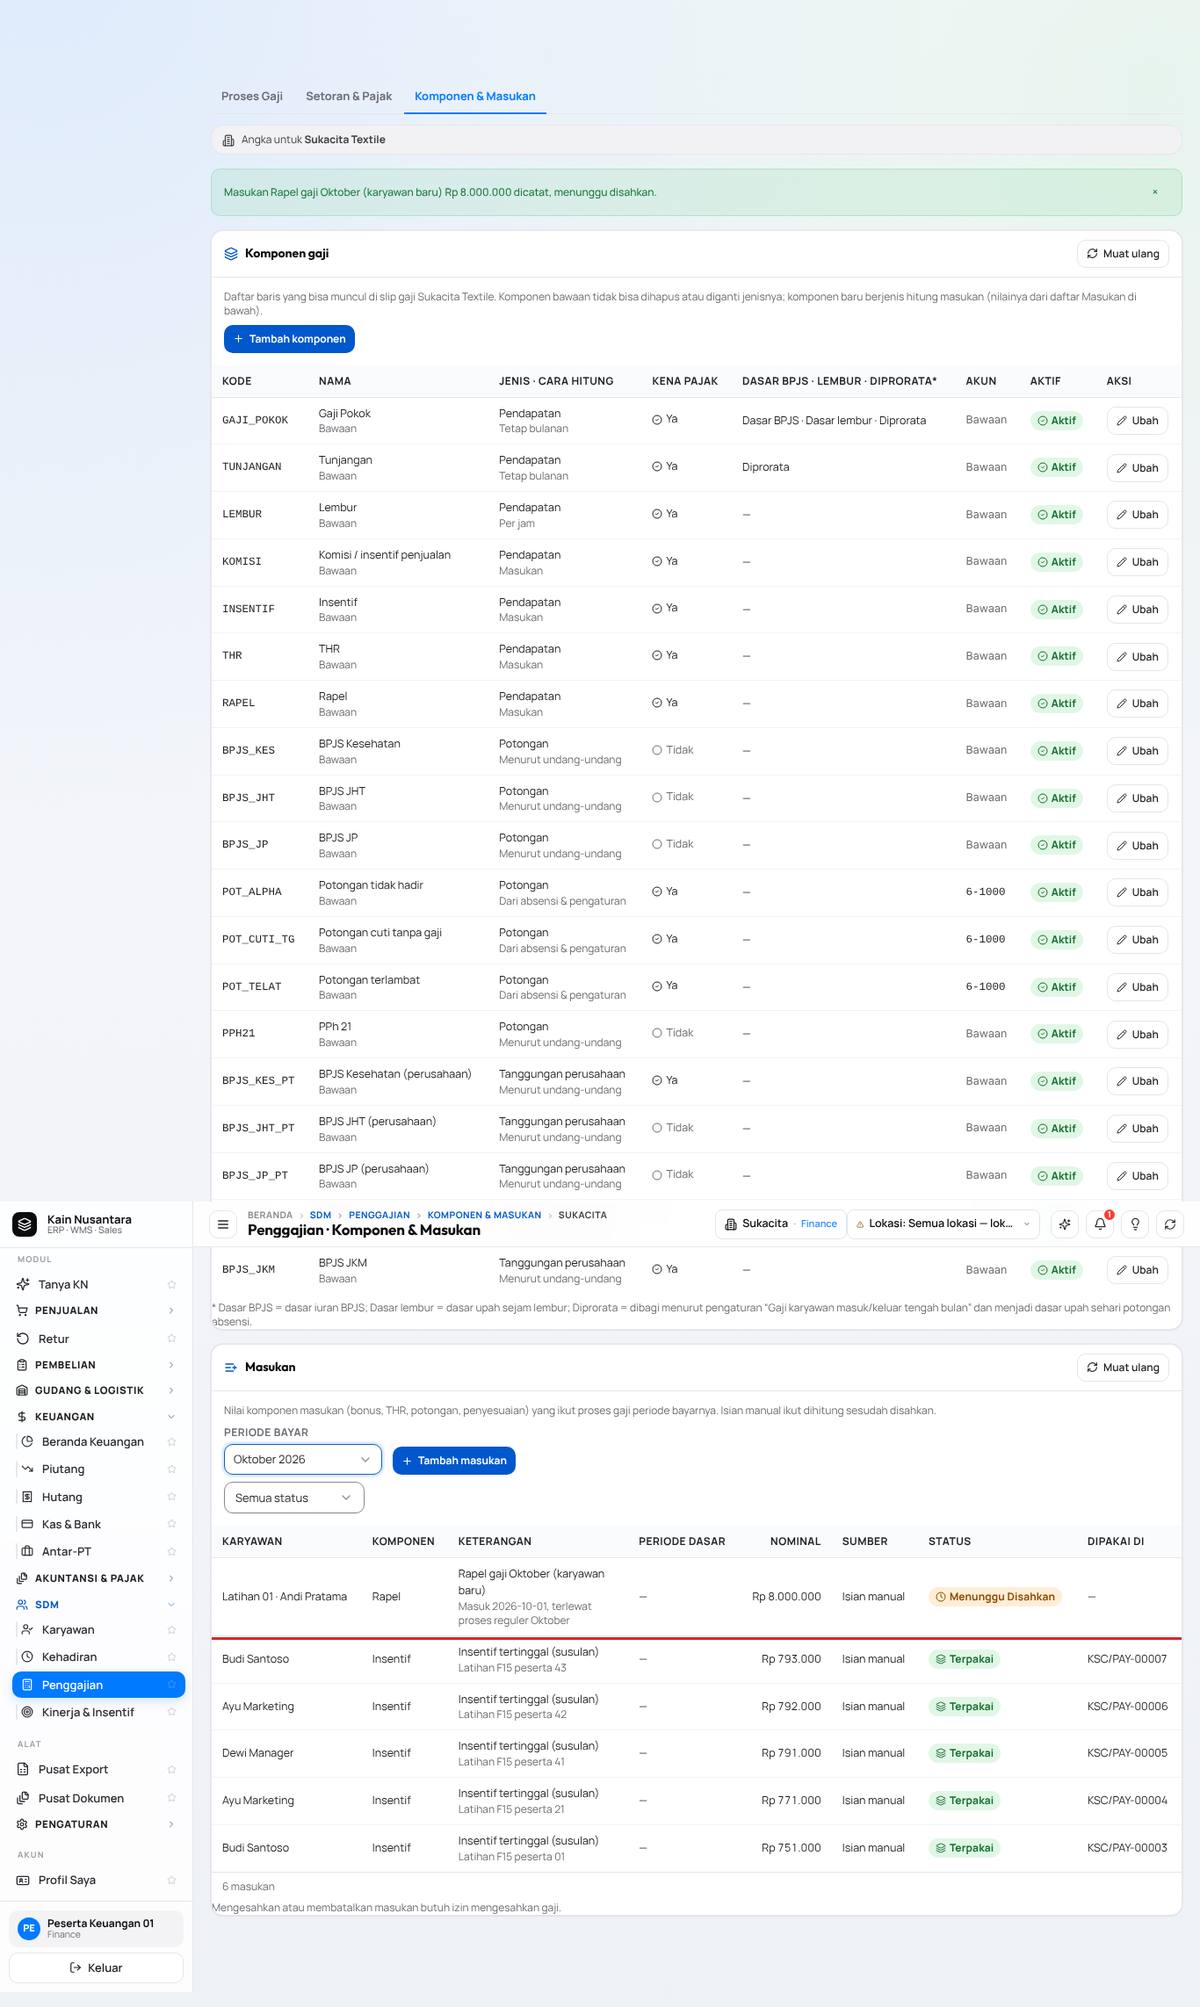 Proses Gaji Setoran & Pajak Komponen & Masukan
Angka untuk Sukacita Textile
Masukan Rapel gaji Oktober (karyawan baru) Rp 8.000.000 dicatat, menunggu disahkan. ×
Komponen gaji Muat ulang
Daftar baris yang bisa muncul di slip gaji Sukacita Textile. Komponen bawaan tidak bisa dihapus atau diganti jenisnya; komponen baru berjenis hitung masukan (nilainya dari daftar Masukan di
bawah).
+ Tambah komponen
KODE NAMA JENIS · CARA HITUNG KENA PAJAK DASAR BPJS · LEMBUR · DIPRORATA* AKUN AKTIF AKSI
GAJI_POKOK Gaji Pokok Pendapatan Ya Dasar BPJS · Dasar lembur · Diprorata Bawaan Aktif Ubah
Bawaan Tetap bulanan
TUNJANGAN Tunjangan Pendapatan Ya Diprorata Bawaan Aktif Ubah
Bawaan Tetap bulanan
LEMBUR Lembur Pendapatan Ya — Bawaan Aktif Ubah
Bawaan Per jam
KOMISI Komisi / insentif penjualan Pendapatan Ya — Bawaan Aktif Ubah
Bawaan Masukan
INSENTIF Insentif Pendapatan Ya — Bawaan Aktif Ubah
Bawaan Masukan
THR THR Pendapatan Ya — Bawaan Aktif Ubah
Bawaan Masukan
RAPEL Rapel Pendapatan Ya — Bawaan Aktif Ubah
Bawaan Masukan
BPJS_KES BPJS Kesehatan Potongan Tidak — Bawaan Aktif Ubah
Bawaan Menurut undang-undang
BPJS_JHT BPJS JHT Potongan Tidak — Bawaan Aktif Ubah
Bawaan Menurut undang-undang
BPJS_JP BPJS JP Potongan Tidak — Bawaan Aktif Ubah
Bawaan Menurut undang-undang
POT_ALPHA Potongan tidak hadir Potongan Ya — 6-1000 Aktif Ubah
Bawaan Dari absensi & pengaturan
POT_CUTI_TG Potongan cuti tanpa gaji Potongan Ya — 6-1000 Aktif Ubah
Bawaan Dari absensi & pengaturan
POT_TELAT Potongan terlambat Potongan Ya — 6-1000 Aktif Ubah
Bawaan Dari absensi & pengaturan
PPH21 PPh 21 Potongan Tidak — Bawaan Aktif Ubah
Bawaan Menurut undang-undang
BPJS_KES_PT BPJS Kesehatan (perusahaan) Tanggungan perusahaan Ya — Bawaan Aktif Ubah
Bawaan Menurut undang-undang
BPJS_JHT_PT BPJS JHT (perusahaan) Tanggungan perusahaan Tidak — Bawaan Aktif Ubah
Bawaan Menurut undang-undang
BPJS_JP_PT BPJS JP (perusahaan) Tanggungan perusahaan Tidak — Bawaan Aktif Ubah
Bawaan Menurut undang-undang
Kain Nusantara
ERP · WMS · Sales
BERANDA › SDM › PENGGAJIAN › KOMPONEN & MASUKAN › SUKACITA
Penggajian · Komponen & Masukan
Sukacita · Finance Lokasi: Semua lokasi — lok... 1
MODUL
Tanya KN
PENJUALAN
Retur
PEMBELIAN
GUDANG & LOGISTIK
KEUANGAN
Beranda Keuangan
Piutang
Hutang
Kas & Bank
Antar-PT
AKUNTANSI & PAJAK
SDM
Karyawan
Kehadiran
Penggajian
Kinerja & Insentif
ALAT
Pusat Export
Pusat Dokumen
PENGATURAN
AKUN
Profil Saya
PE Peserta Keuangan 01
Finance
Keluar
BPJS_JKM BPJS JKM Tanggungan perusahaan Ya — Bawaan Aktif Ubah
Bawaan Menurut undang-undang
* Dasar BPJS = dasar iuran BPJS; Dasar lembur = dasar upah sejam lembur; Diprorata = dibagi menurut pengaturan "Gaji karyawan masuk/keluar tengah bulan" dan menjadi dasar upah sehari potongan
absensi.
Masukan Muat ulang
Nilai komponen masukan (bonus, THR, potongan, penyesuaian) yang ikut proses gaji periode bayarnya. Isian manual ikut dihitung sesudah disahkan.
PERIODE BAYAR
Oktober 2026 + Tambah masukan
Semua status
KARYAWAN KOMPONEN KETERANGAN PERIODE DASAR NOMINAL SUMBER STATUS DIPAKAI DI
Latihan 01 · Andi Pratama Rapel Rapel gaji Oktober (karyawan baru) — Rp 8.000.000 Isian manual Menunggu Disahkan —
Masuk 2026-10-01, terlewat
proses reguler Oktober
Budi Santoso Insentif Insentif tertinggal (susulan) — Rp 793.000 Isian manual Terpakai KSC/PAY-00007
Latihan F15 peserta 43
Ayu Marketing Insentif Insentif tertinggal (susulan) — Rp 792.000 Isian manual Terpakai KSC/PAY-00006
Latihan F15 peserta 42
Dewi Manager Insentif Insentif tertinggal (susulan) — Rp 791.000 Isian manual Terpakai KSC/PAY-00005
Latihan F15 peserta 41
Ayu Marketing Insentif Insentif tertinggal (susulan) — Rp 771.000 Isian manual Terpakai KSC/PAY-00004
Latihan F15 peserta 21
Budi Santoso Insentif Insentif tertinggal (susulan) — Rp 751.000 Isian manual Terpakai KSC/PAY-00003
Latihan F15 peserta 01
6 masukan
Mengesahkan atau membatalkan masukan butuh izin mengesahkan gaji.